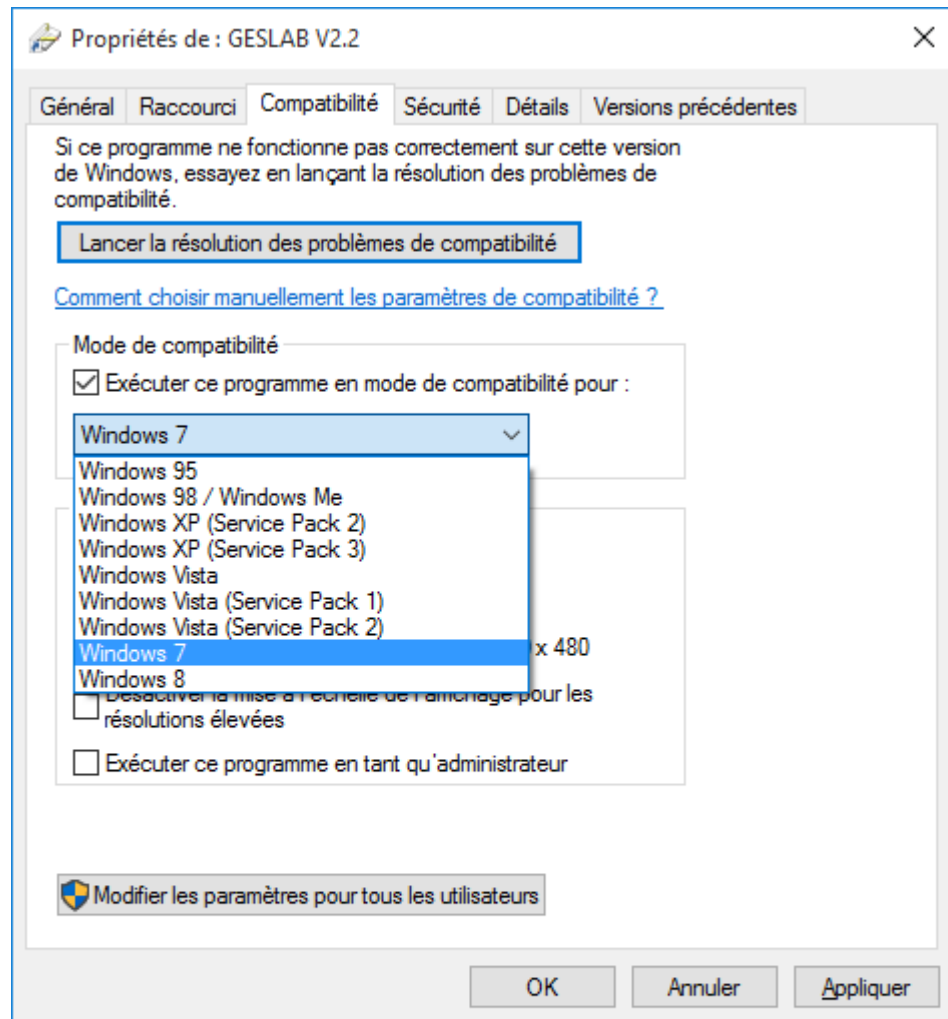 Propriétés de : GESLAB V2.2
Général Raccourci Compatibilité Sécurité Détails Versions précédentes
Si ce programme ne fonctionne pas correctement sur cette version
de Windows, essayez en lançant la résolution des problèmes de
compatibilité.
Lancer la résolution des problèmes de compatibilité
Comment choisir manuellement les paramètres de compatibilité ?
Mode de compatibilité
Exécuter ce programme en mode de compatibilité pour :
Windows 7
Windows 95
Windows 98 / Windows Me
Windows XP (Service Pack 2)
Windows XP (Service Pack 3)
Windows Vista
Windows Vista (Service Pack 1)
Windows Vista (Service Pack 2)
Windows 7
x 480
Windows 8
Désactiver la mise à l'échelle de l'affichage pour les
résolutions élevées
Exécuter ce programme en tant qu'administrateur
Modifier les paramètres pour tous les utilisateurs
OK Annuler Appliquer